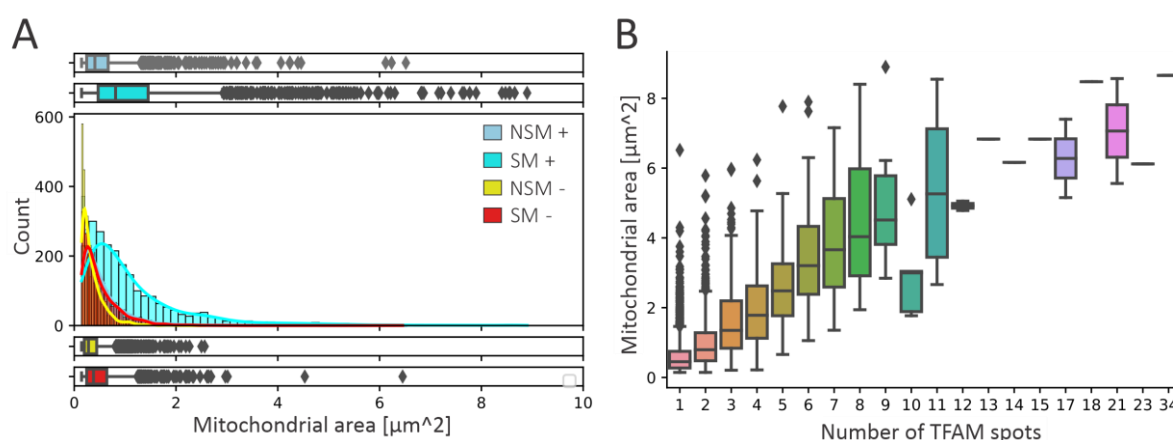 A
600
400
200
0
Count
NSM +
SM +
NSM -
SM -
0 2 4 6 8 10
Mitochondrial area [µm^2]
B
8
6
4
2
0
Mitochondrial area [µm^2]
1 2 3 4 5 6 7 8 9 10 11 12 13 14 15 17 18 21 23 34
Number of TFAM spots